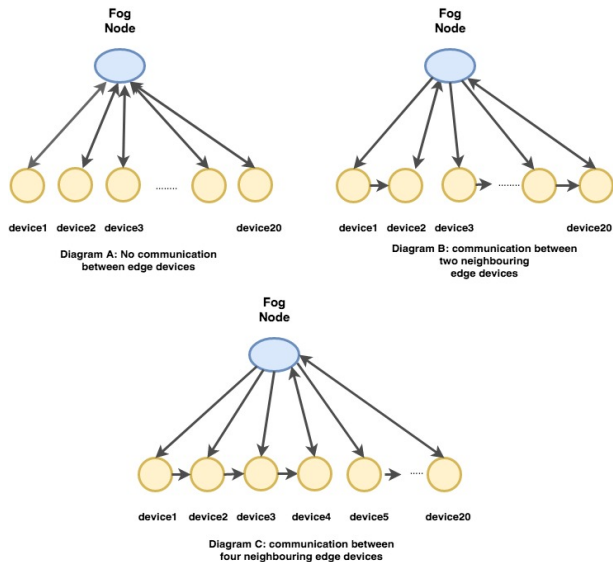 Fog
Node
Fog
Node
........
.......
device1 device2 device3 device20
device1 device2 device3 device20
Diagram A: No communication
between edge devices
Diagram B: communication between
two neighbouring
edge devices
Fog
Node
.....
device1 device2 device3 device4 device5 device20
Diagram C: communication between
four neighbouring edge devices